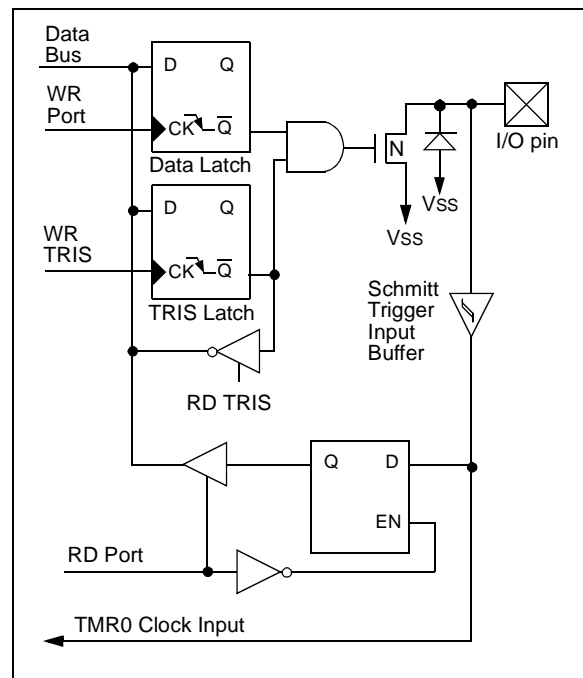 Data
Bus
D Q
WR
Port
CK Q̅
N
I/O pin
Data Latch
VSS
VSS
D Q
WR
TRIS
CK Q̅
TRIS Latch
Schmitt
Trigger
Input
Buffer
RD TRIS
Q D
EN
RD Port
TMR0 Clock Input